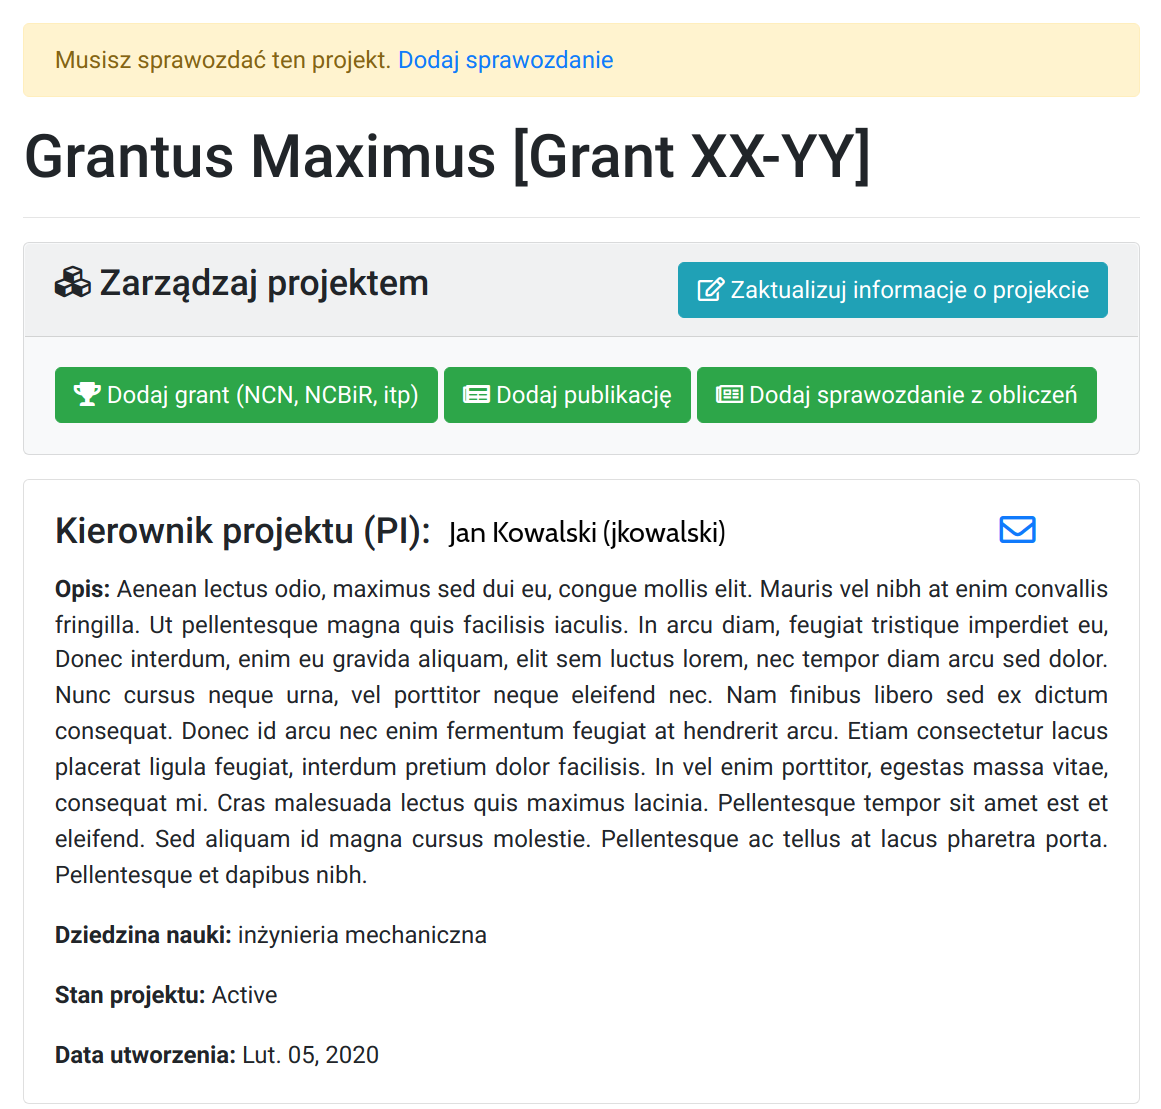 Musisz sprawozdać ten projekt. Dodaj sprawozdanie
Grantus Maximus [Grant XX-YY]
Zarządzaj projektem
Zaktualizuj informacje o projekcie
Dodaj grant (NCN, NCBiR, itp)
Dodaj publikację
Dodaj sprawozdanie z obliczeń
Kierownik projektu (PI): Jan Kowalski (jkowalski)
Opis: Aenean lectus odio, maximus sed dui eu, congue mollis elit. Mauris vel nibh at enim convallis
fringilla. Ut pellentesque magna quis facilisis iaculis. In arcu diam, feugiat tristique imperdiet eu,
Donec interdum, enim eu gravida aliquam, elit sem luctus lorem, nec tempor diam arcu sed dolor.
Nunc cursus neque urna, vel porttitor neque eleifend nec. Nam finibus libero sed ex dictum
consequat. Donec id arcu nec enim fermentum feugiat at hendrerit arcu. Etiam consectetur lacus
placerat ligula feugiat, interdum pretium dolor facilisis. In vel enim porttitor, egestas massa vitae,
consequat mi. Cras malesuada lectus quis maximus lacinia. Pellentesque tempor sit amet est et
eleifend. Sed aliquam id magna cursus molestie. Pellentesque ac tellus at lacus pharetra porta.
Pellentesque et dapibus nibh.
Dziedzina nauki: inżynieria mechaniczna
Stan projektu: Active
Data utworzenia: Lut. 05, 2020